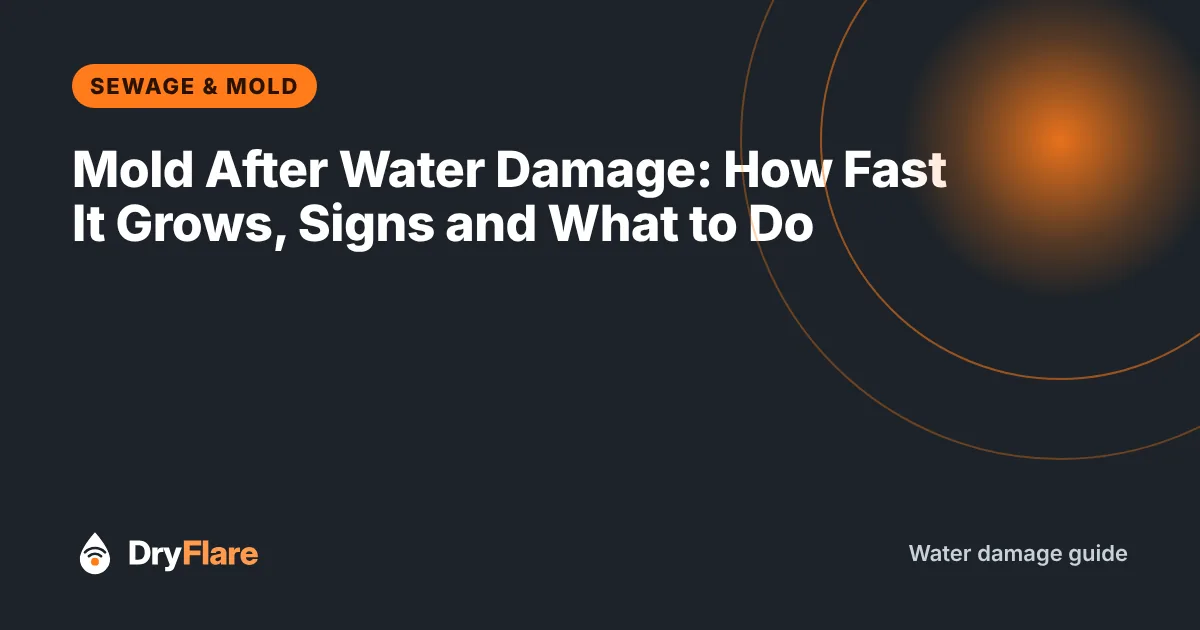 SEWAGE & MOLD
Mold After Water Damage: How Fast
It Grows, Signs and What to Do
DryFlare
Water damage guide